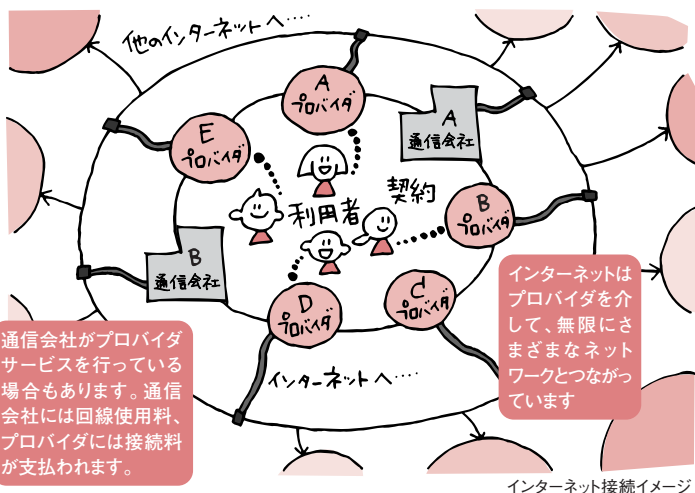 他のインターネットへ‥‥
A
プロバイダ
A
通信会社
E
プロバイダ
契約
利用者
B
プロバイダ
B
通信会社
D
プロバイダ
C
プロバイダ
インターネットへ‥‥
インターネットは
プロバイダを介
して、無限にさ
まざまなネット
ワークとつながっ
ています
通信会社がプロバイダ
サービスを行っている
場合もあります。通信
会社には回線使用料、
プロバイダには接続料
が支払われます。
インターネット接続イメージ